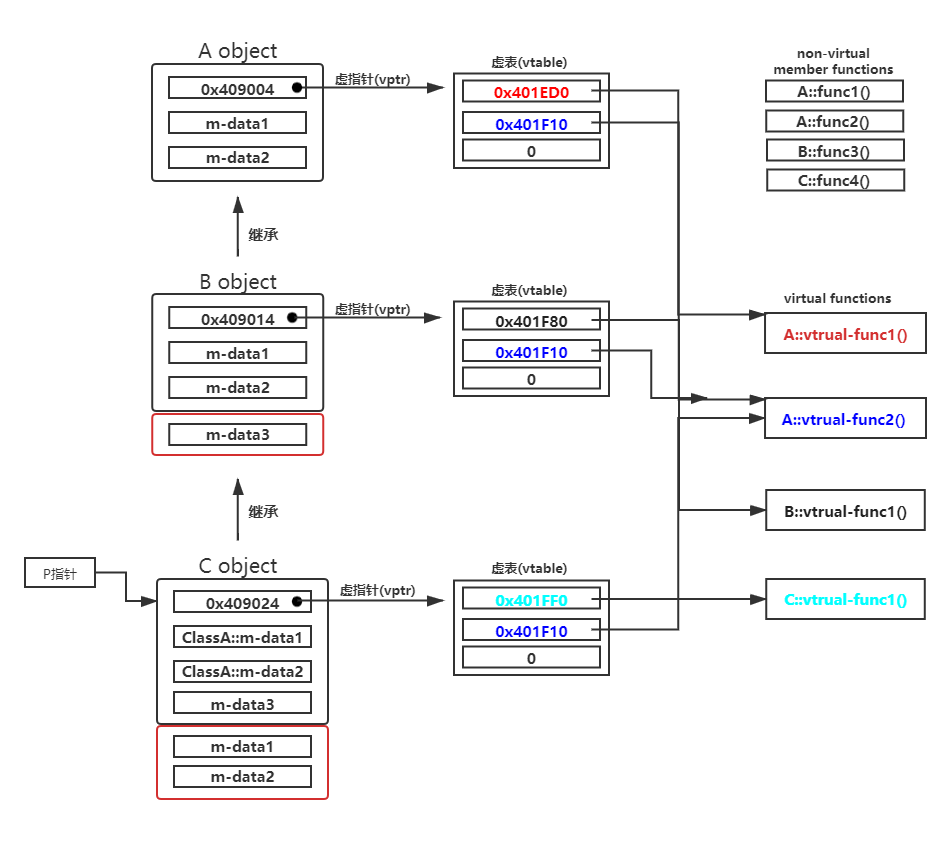 A object
0x409004
m-data1
m-data2
虚指针(vptr)
虚表(vtable)
0x401ED0
0x401F10
0
non-virtual
member functions
A::func1()
A::func2()
B::func3()
C::func4()
继承
B object
0x409014
m-data1
m-data2
m-data3
虚指针(vptr)
虚表(vtable)
0x401F80
0x401F10
0
virtual functions
A::vtrual-func1()
A::vtrual-func2()
B::vtrual-func1()
C::vtrual-func1()
继承
P指针
C object
0x409024
ClassA::m-data1
ClassA::m-data2
m-data3
m-data1
m-data2
虚指针(vptr)
虚表(vtable)
0x401FF0
0x401F10
0